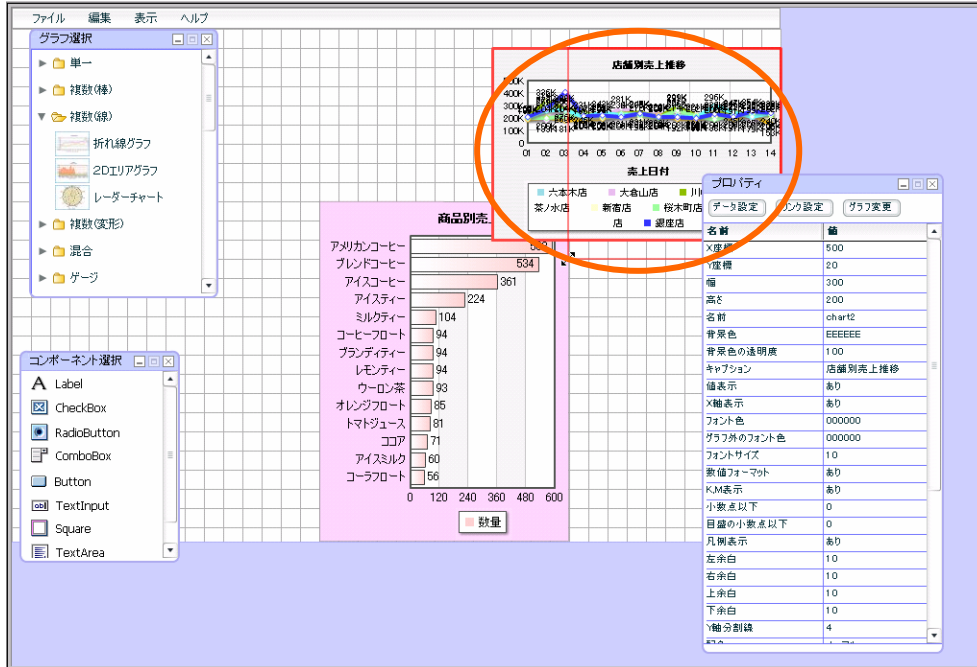 ファイル 編集 表示 ヘルプ
グラフ選択
単一
複数(棒)
複数(線)
折れ線グラフ
2Dエリアグラフ
レーダーチャート
複数(変形)
混合
ゲージ
コンポーネント選択
Label
CheckBox
RadioButton
ComboBox
Button
TextInput
Square
TextArea
店舗別売上推移
400K
300K
200K
100K
0
01 02 03 04 05 06 07 08 09 10 11 12 13 14
売上日付
六本木店 大倉山店
茶ノ水店 新宿店 桜木町店
店 銀座店
商品別売上
アメリカンコーヒー
ブレンドコーヒー 534
アイスコーヒー 361
アイスティー 224
ミルクティー 104
コーヒーフロート 94
ブランディティー 94
レモンティー 94
ウーロン茶 93
オレンジフロート 85
トマトジュース 81
ココア 71
アイスミルク 60
コーラフロート 56
0 120 240 360 480 600
数量
プロパティ
データ設定 リンク設定 グラフ変更
名前 値
X座標 500
Y座標 20
幅 300
高さ 200
名前 chart2
背景色 EEEEEE
背景色の透明度 100
キャプション 店舗別売上推移
値表示 あり
X軸表示 あり
フォント色 000000
グラフ外のフォント色 000000
フォントサイズ 10
数値フォーマット あり
K,M表示 あり
小数点以下 0
目盛の小数点以下 0
凡例表示 あり
左余白 10
右余白 10
上余白 10
下余白 10
Y軸分割線 4